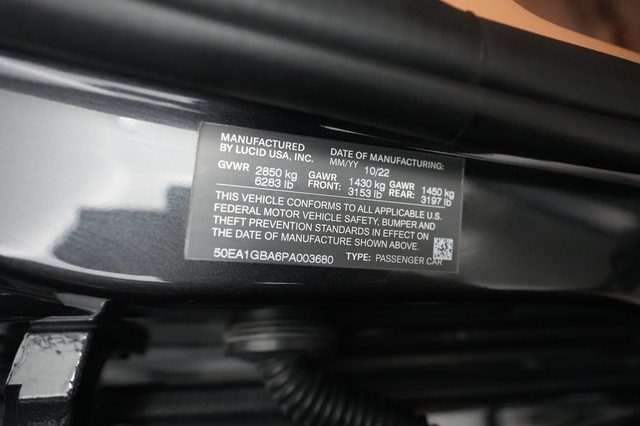 MANUFACTURED BY LUCID USA, INC.
DATE OF MANUFACTURING: MM/YY 10/22
GVWR 2850 kg 6283 lb
GAWR FRONT: 1430 kg 3153 lb
GAWR REAR: 1450 kg 3197 lb
THIS VEHICLE CONFORMS TO ALL APPLICABLE U.S.
FEDERAL MOTOR VEHICLE SAFETY, BUMPER AND
THEFT PREVENTION STANDARDS IN EFFECT ON
THE DATE OF MANUFACTURE SHOWN ABOVE.
50EA1GBA6PA003680 TYPE: PASSENGER CAR